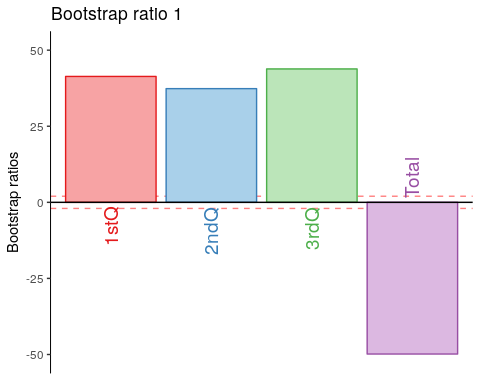 Bootstrap ratio 1
Bootstrap ratios
50
25
0
-25
-50
1stQ
2ndQ
3rdQ
Total